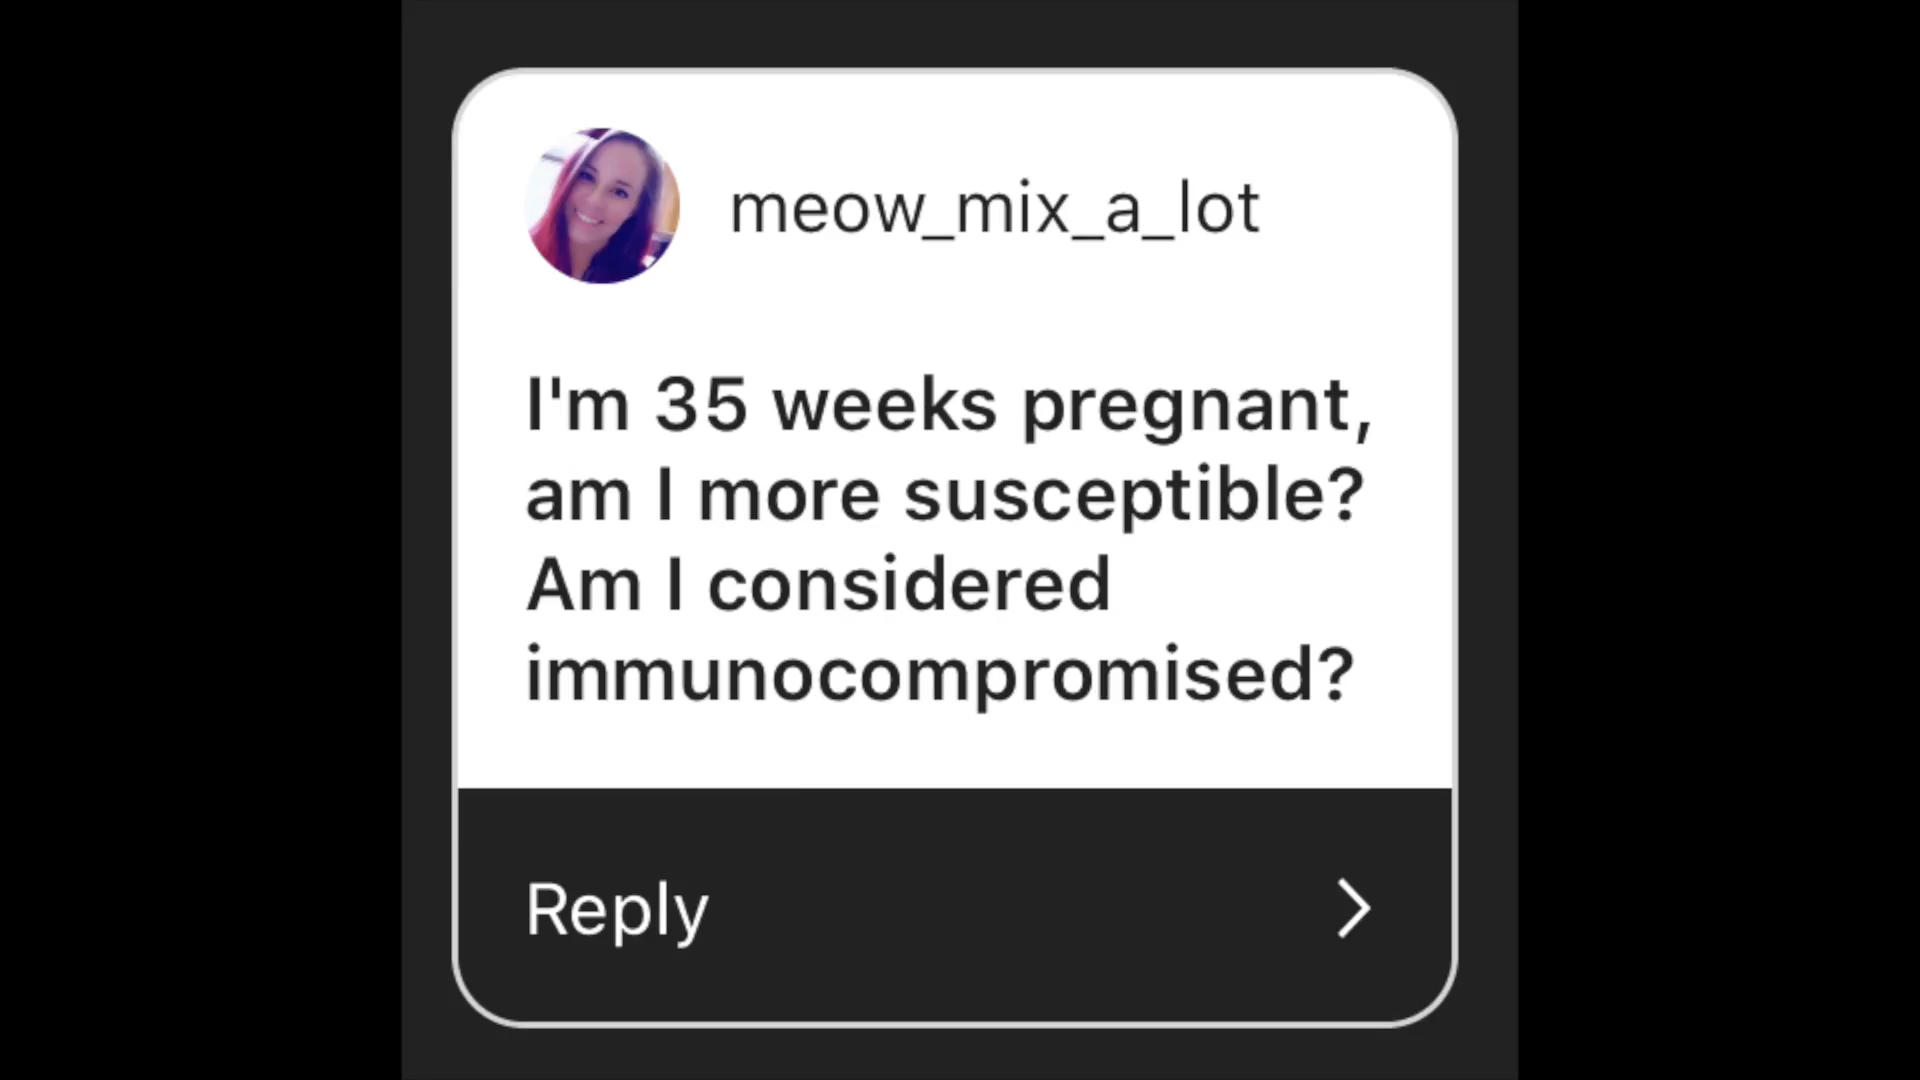 meow_mix_a_lot
I'm 35 weeks pregnant,
am I more susceptible?
Am I considered
immunocompromised?
Reply